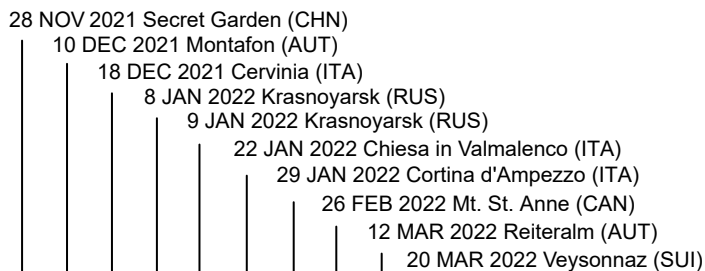 28 NOV 2021 Secret Garden (CHN)
10 DEC 2021 Montafon (AUT)
18 DEC 2021 Cervinia (ITA)
8 JAN 2022 Krasnoyarsk (RUS)
9 JAN 2022 Krasnoyarsk (RUS)
22 JAN 2022 Chiesa in Valmalenco (ITA)
29 JAN 2022 Cortina d'Ampezzo (ITA)
26 FEB 2022 Mt. St. Anne (CAN)
12 MAR 2022 Reiteralm (AUT)
20 MAR 2022 Veysonnaz (SUI)